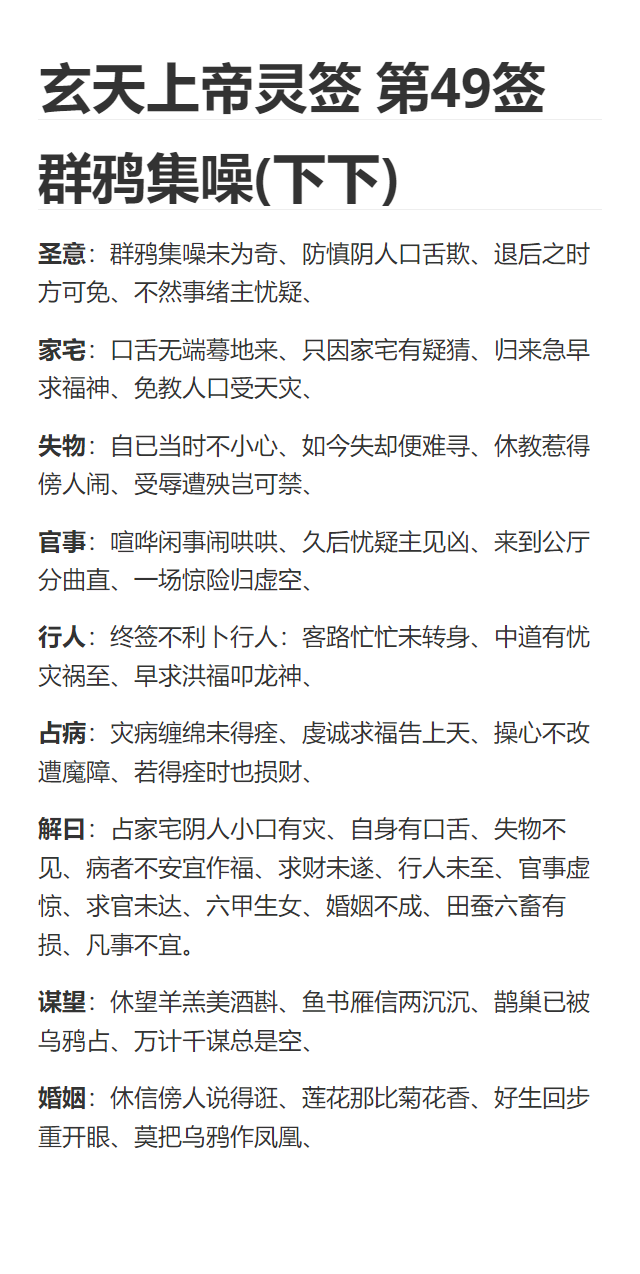 玄天上帝灵签 第49签
群鸦集噪(下下)
圣意：群鸦集噪未为奇、防慎阴人口舌欺、退后之时
方可免、不然事绪主忧疑、
家宅：口舌无端蓦地来、只因家宅有疑猜、归来急早
求福神、免教人口受天灾、
失物：自已当时不小心、如今失却便难寻、休教惹得
傍人闹、受辱遭殃岂可禁、
官事：喧哗闲事闹哄哄、久后忧疑主见凶、来到公厅
分曲直、一场惊险归虚空、
行人：终签不利卜行人：客路忙忙未转身、中道有忧
灾祸至、早求洪福叩龙神、
占病：灾病缠绵未得痊、虔诚求福告上天、操心不改
遭魔障、若得痊时也损财、
解曰：占家宅阴人小口有灾、自身有口舌、失物不
见、病者不安宜作福、求财未遂、行人未至、官事虚
惊、求官未达、六甲生女、婚姻不成、田蚕六畜有
损、凡事不宜。
谋望：休望羊羔美酒斟、鱼书雁信两沉沉、鹊巢已被
乌鸦占、万计千谋总是空、
婚姻：休信傍人说得逛、莲花那比菊花香、好生回步
重开眼、莫把乌鸦作凤凰、